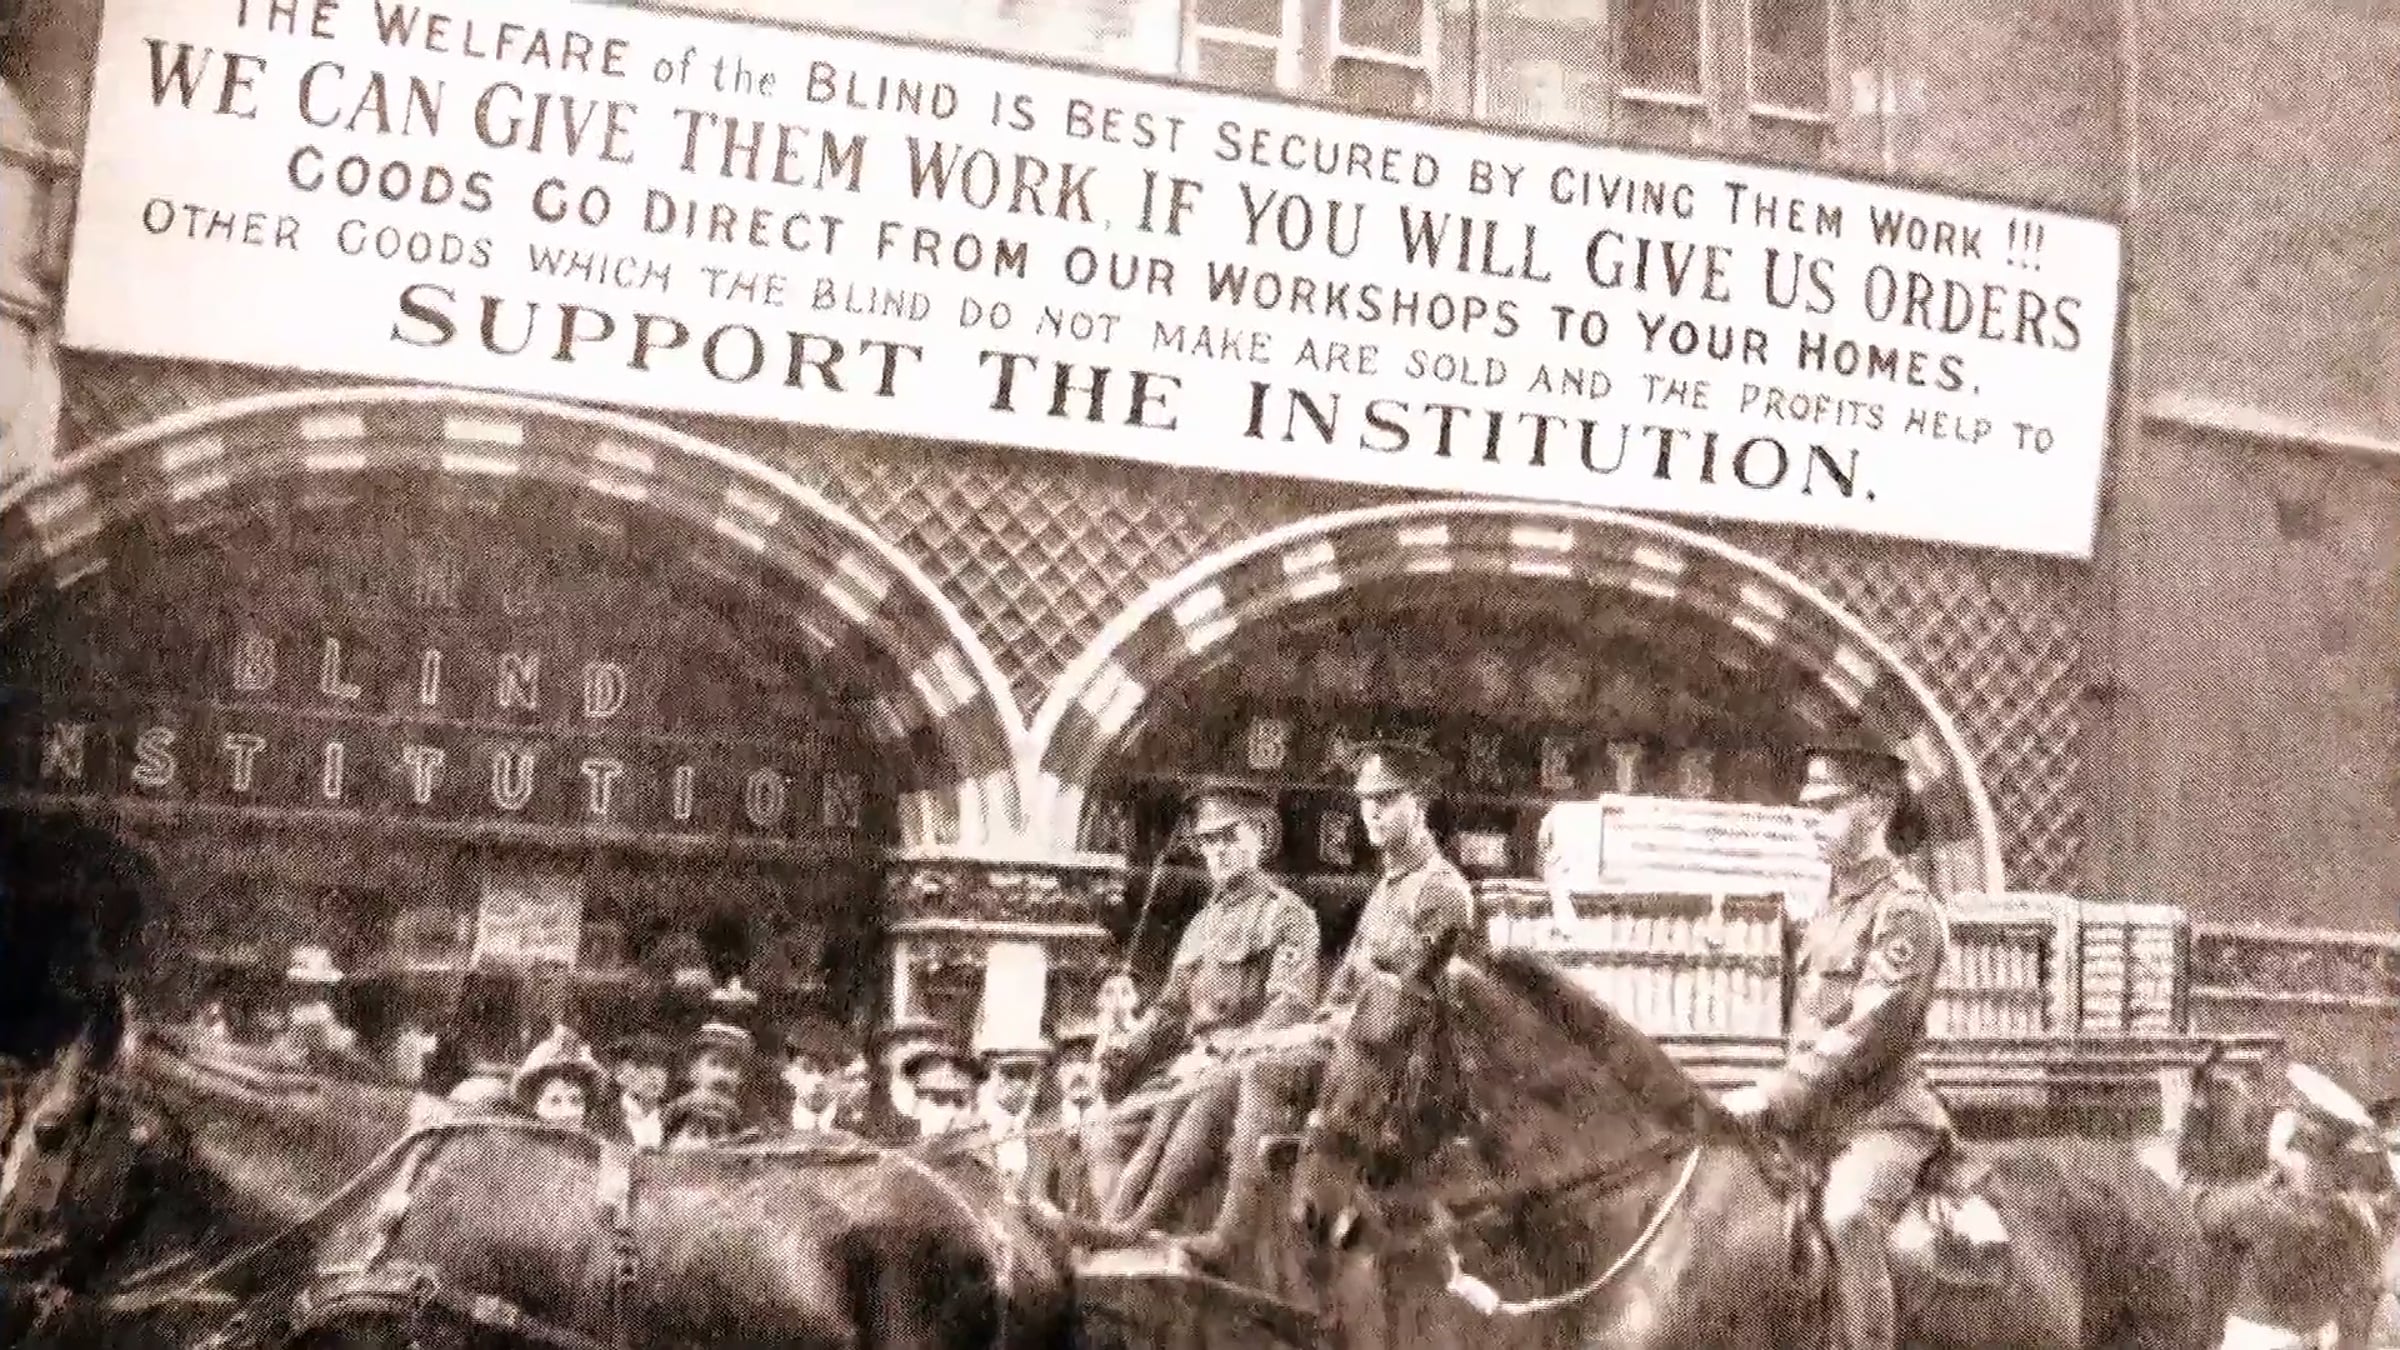 THE WELFARE of the BLIND IS BEST SECURED BY GIVING THEM WORK !!!
WE CAN GIVE THEM WORK, IF YOU WILL GIVE US ORDERS
GOODS GO DIRECT FROM OUR WORKSHOPS TO YOUR HOMES.
OTHER GOODS WHICH THE BLIND DO NOT MAKE ARE SOLD AND THE PROFITS HELP TO
SUPPORT THE INSTITUTION.
BLIND
NSTITUTION